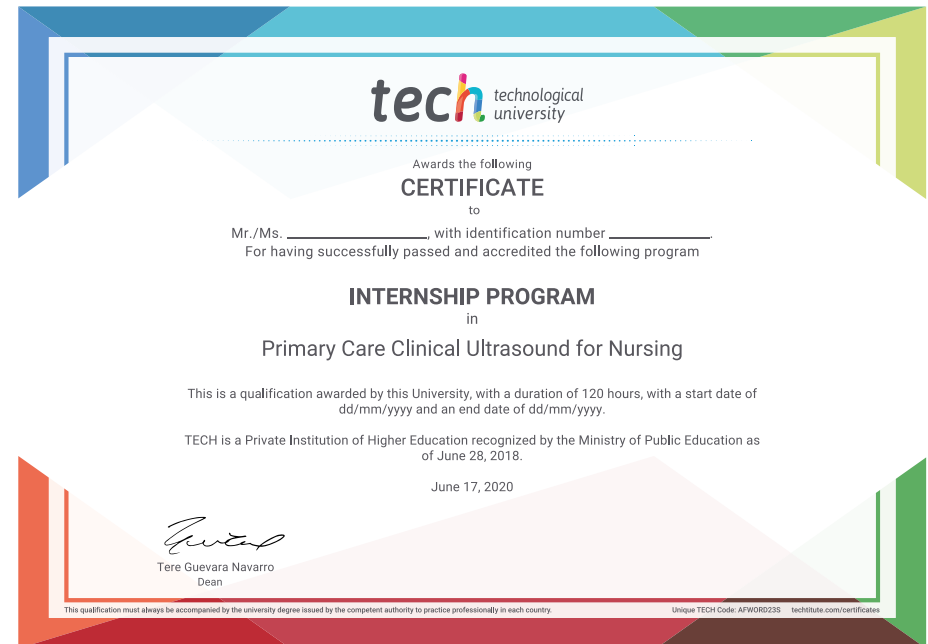 tech technological
university
Awards the following
CERTIFICATE
to
Mr./Ms. ____________________, with identification number ______________.
For having successfully passed and accredited the following program
INTERNSHIP PROGRAM
in
Primary Care Clinical Ultrasound for Nursing
This is a qualification awarded by this University, with a duration of 120 hours, with a start date of
dd/mm/yyyy and an end date of dd/mm/yyyy.
TECH is a Private Institution of Higher Education recognized by the Ministry of Public Education as
of June 28, 2018.
June 17, 2020
Tere Guevara Navarro
Dean
This qualification must always be accompanied by the university degree issued by the competent authority to practice professionally in each country.
Unique TECH Code: AFWORD23S techtitute.com/certificates